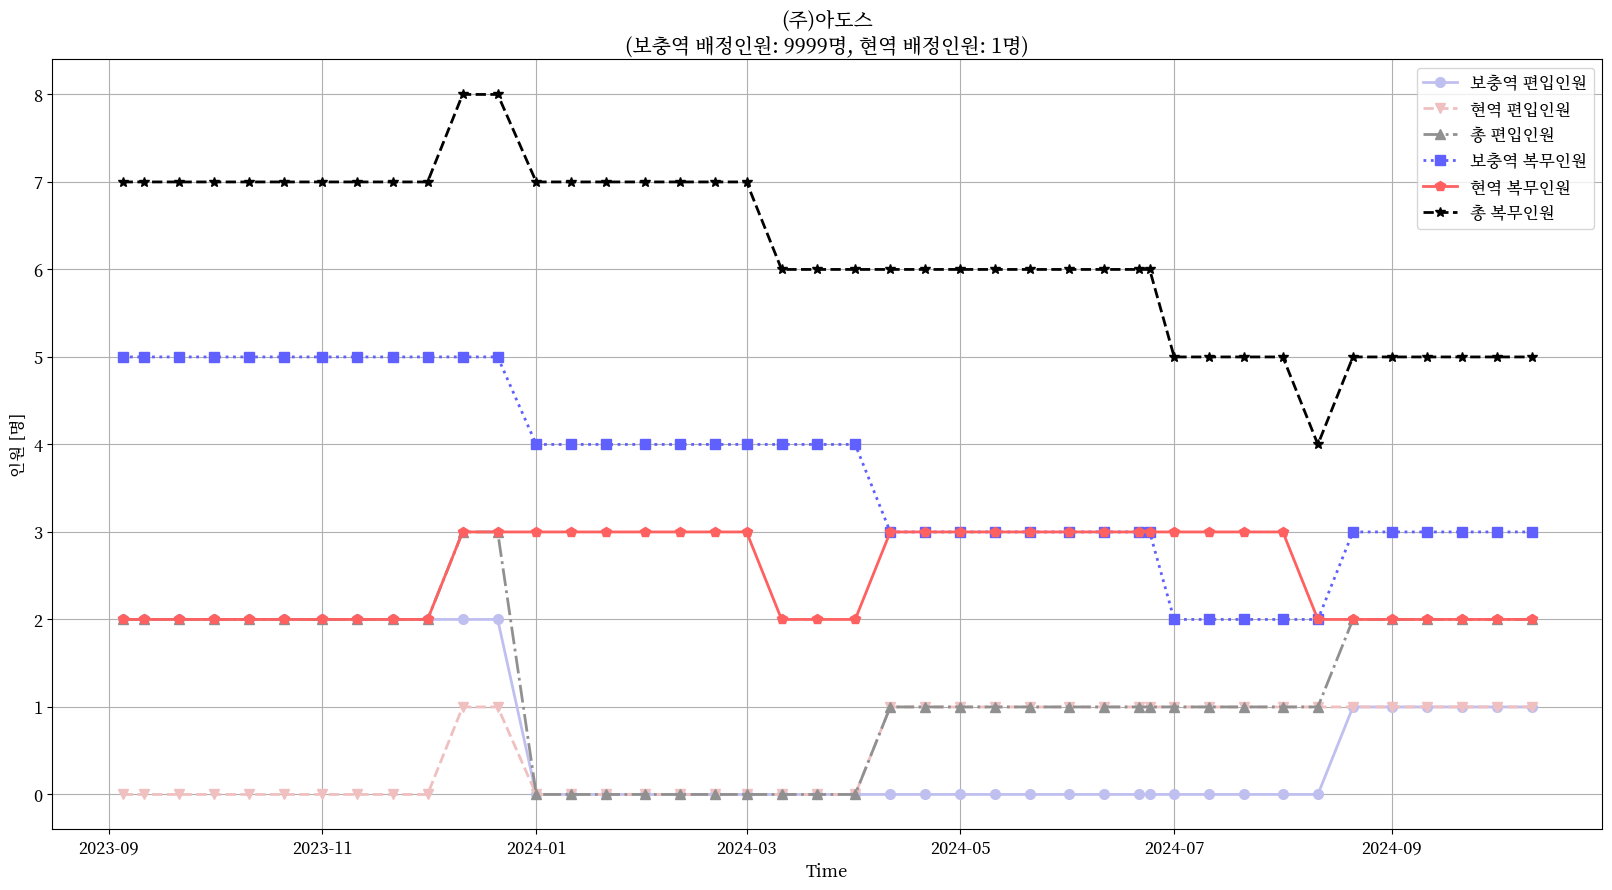 (주)아도스
(보충역 배정인원: 9999명, 현역 배정인원: 1명)
보충역 편입인원
현역 편입인원
총 편입인원
보충역 복무인원
현역 복무인원
총 복무인원
인원 [명]
8
7
6
5
4
3
2
1
0
2023-09 2023-11 2024-01 2024-03 2024-05 2024-07 2024-09
Time